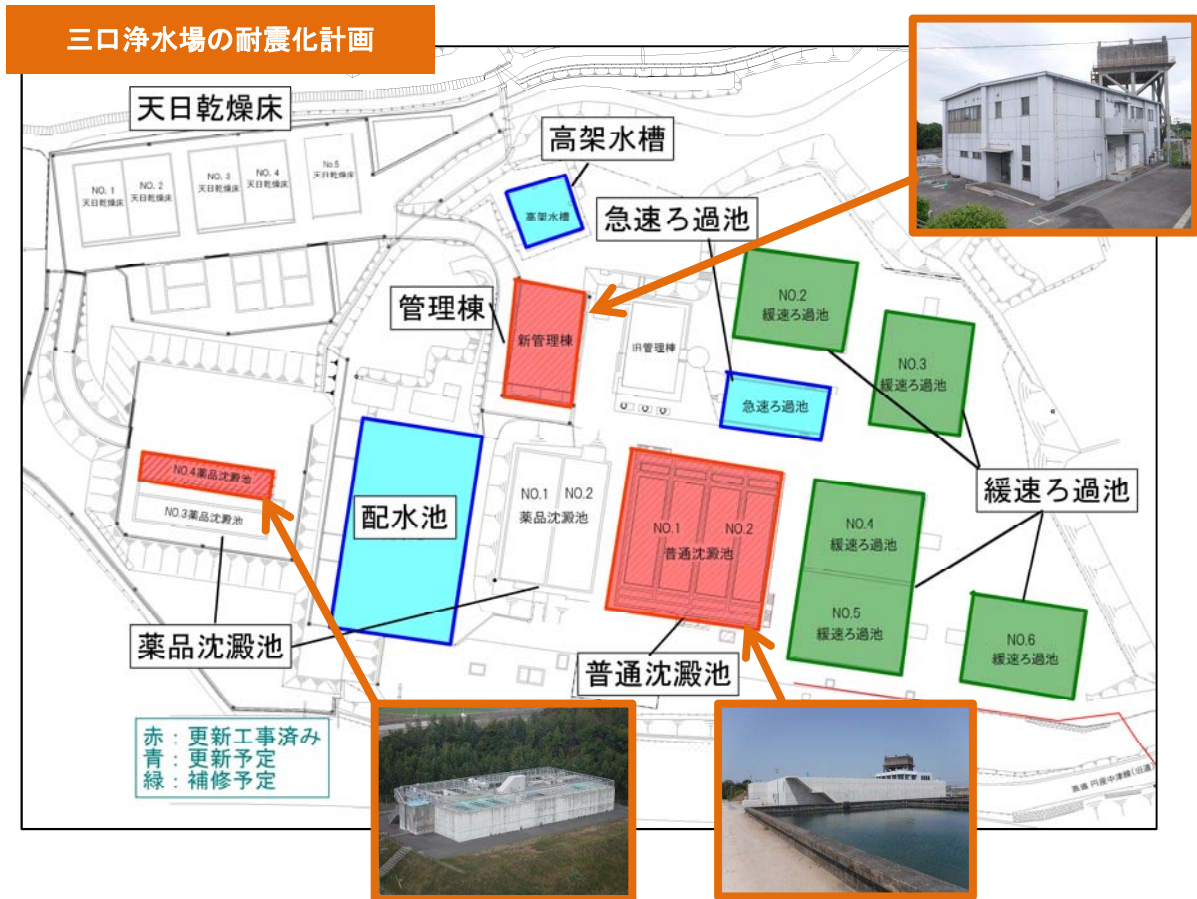 三口浄水場の耐震化計画
天日乾燥床
NO. 1
天日乾燥床
NO. 2
天日乾燥床
NO. 3
天日乾燥床
NO. 4
天日乾燥床
No.5
天日乾燥床
高架水槽
高架水槽
急速ろ過池
管理棟
新管理棟
旧管理棟
NO.2
緩速ろ過池
NO.3
緩速ろ過池
急速ろ過池
NO.4薬品沈澱池
NO.3薬品沈澱池
配水池
NO.1
NO.2
薬品沈澱池
NO.1
NO.2
普通沈澱池
緩速ろ過池
NO.4
緩速ろ過池
NO.5
緩速ろ過池
NO.6
緩速ろ過池
薬品沈澱池
普通沈澱池
赤：更新工事済み
青：更新予定
緑：補修予定